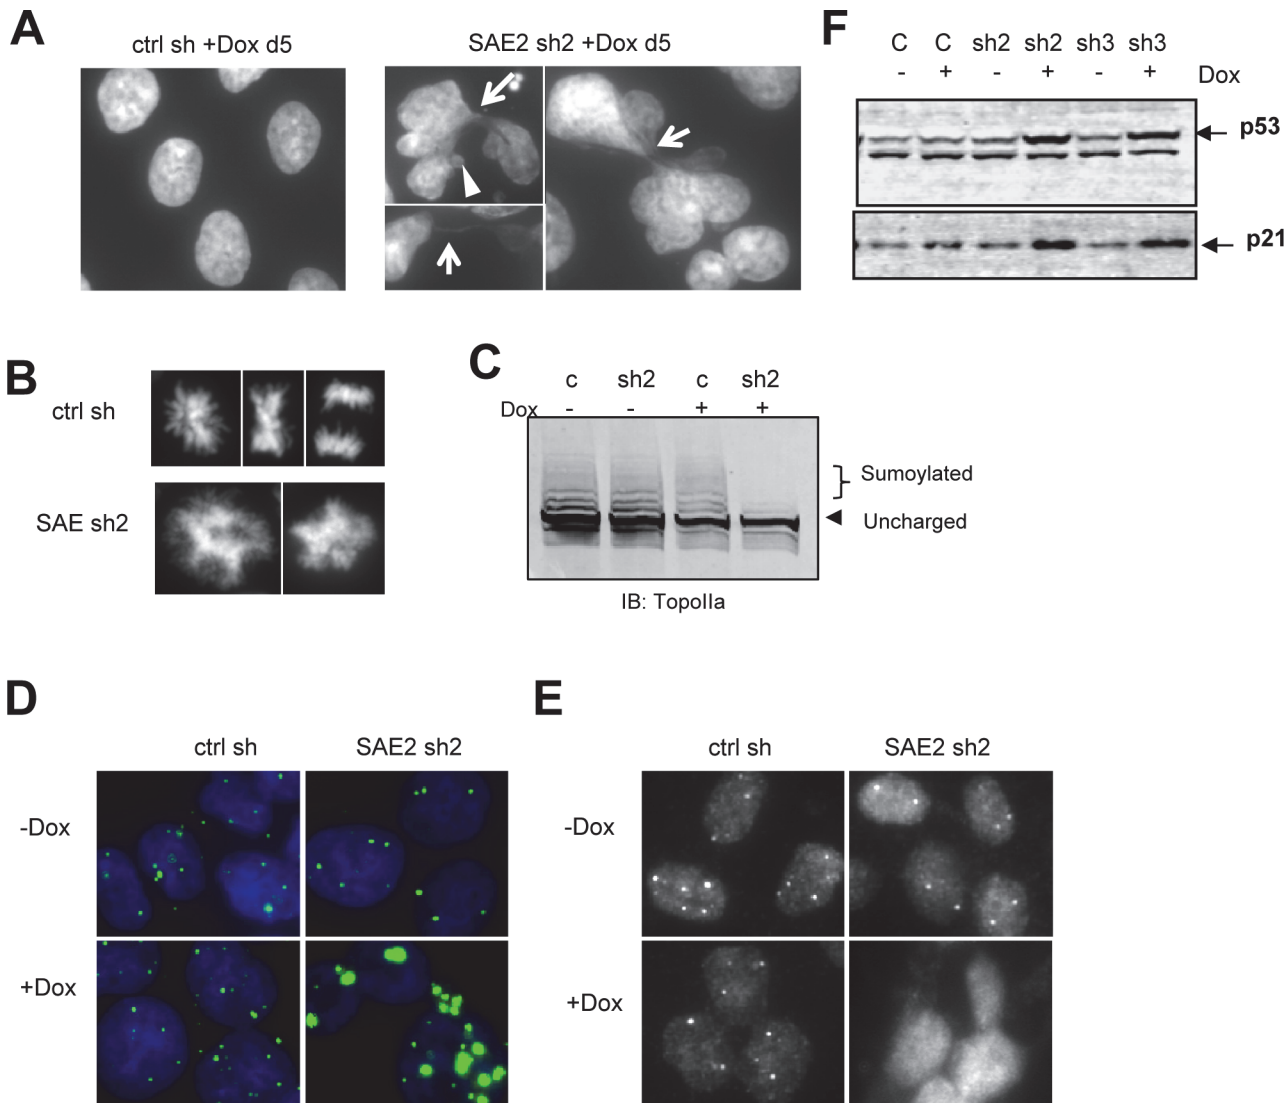 A
ctrl sh +Dox d5
SAE2 sh2 +Dox d5
F
C C sh2 sh2 sh3 sh3
- + - + - + Dox
p53
p21
B
ctrl sh
SAE sh2
C
c sh2 c sh2
Dox - - + +
Sumoylated
Uncharged
IB: TopoIIa
D
ctrl sh SAE2 sh2
-Dox
+Dox
E
ctrl sh SAE2 sh2
-Dox
+Dox